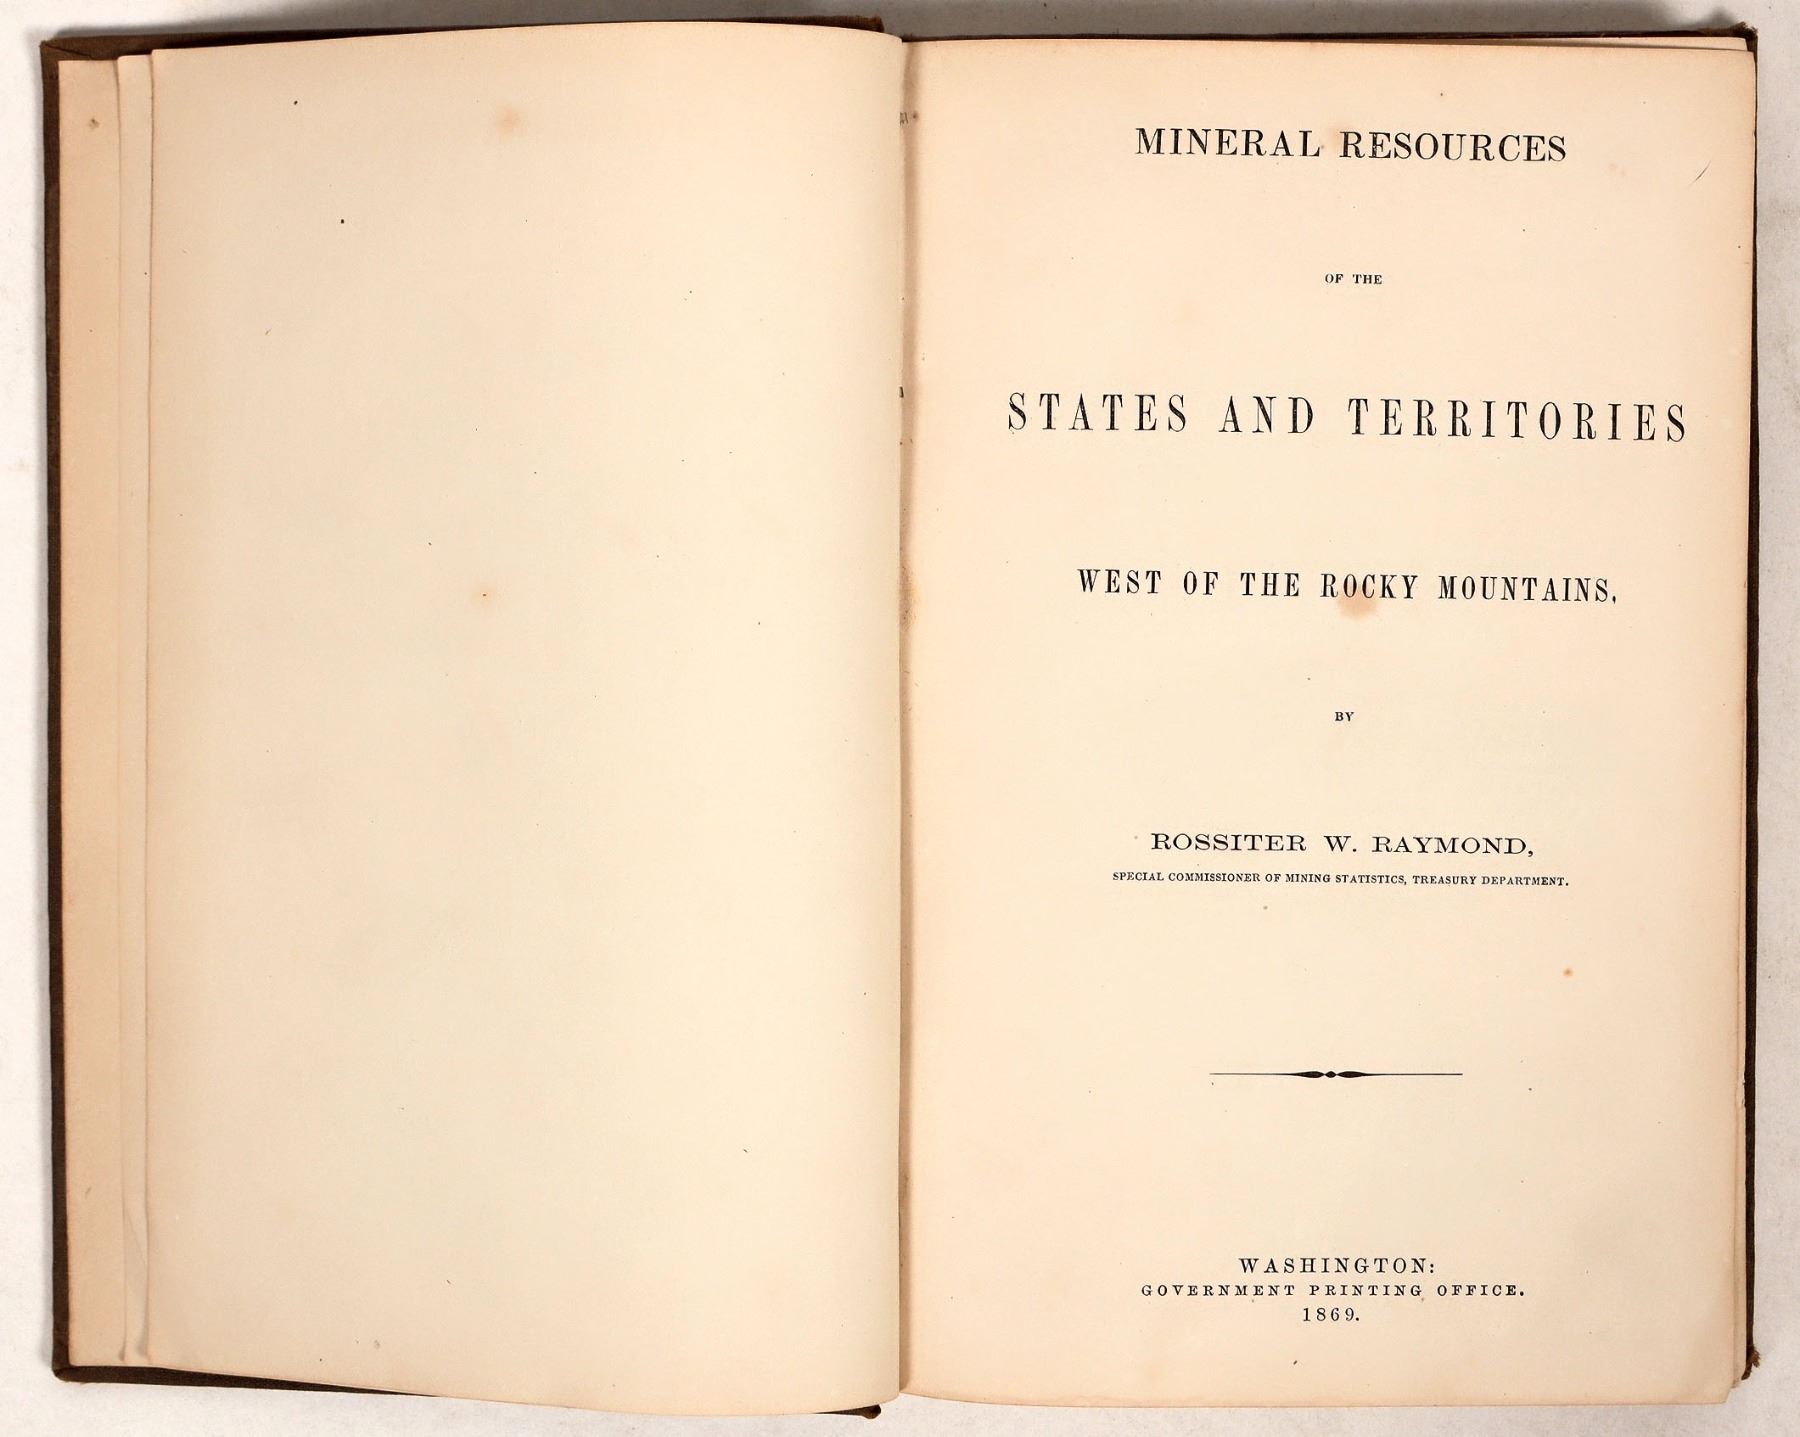 MINERAL RESOURCES
OF THE
STATES AND TERRITORIES
WEST OF THE ROCKY MOUNTAINS,
BY
ROSSITER W. RAYMOND,
SPECIAL COMMISSIONER OF MINING STATISTICS, TREASURY DEPARTMENT.
WASHINGTON:
GOVERNMENT PRINTING OFFICE.
1869.